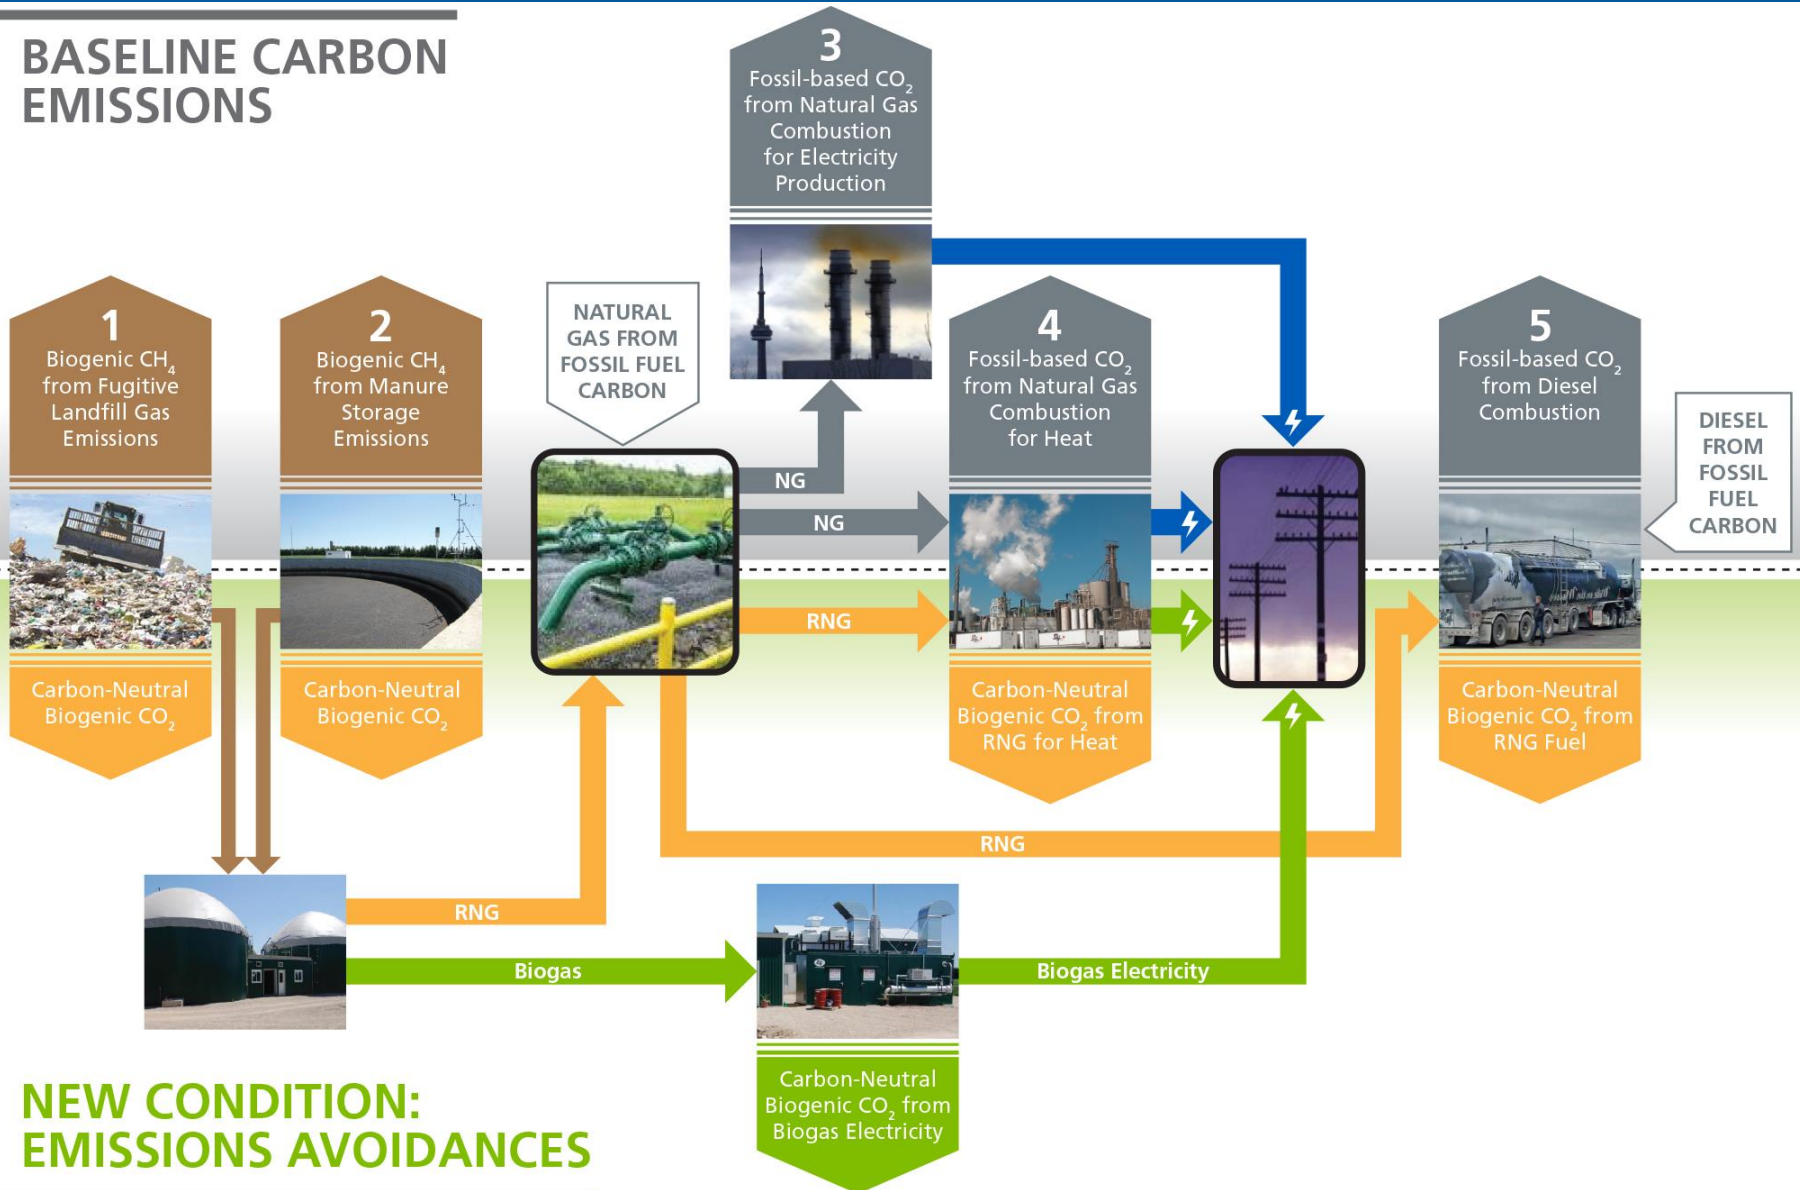 BASELINE CARBON
EMISSIONS
3
Fossil-based CO₂
from Natural Gas
Combustion
for Electricity
Production
1
Biogenic CH₄
from Fugitive
Landfill Gas
Emissions
2
Biogenic CH₄
from Manure
Storage
Emissions
NATURAL
GAS FROM
FOSSIL FUEL
CARBON
4
Fossil-based CO₂
from Natural Gas
Combustion
for Heat
5
Fossil-based CO₂
from Diesel
Combustion
DIESEL
FROM
FOSSIL
FUEL
CARBON
NG
NG
RNG
Carbon-Neutral
Biogenic CO₂
Carbon-Neutral
Biogenic CO₂
Carbon-Neutral
Biogenic CO₂ from
RNG for Heat
Carbon-Neutral
Biogenic CO₂ from
RNG Fuel
RNG
RNG
Biogas
Biogas Electricity
Carbon-Neutral
Biogenic CO₂ from
Biogas Electricity
NEW CONDITION:
EMISSIONS AVOIDANCES